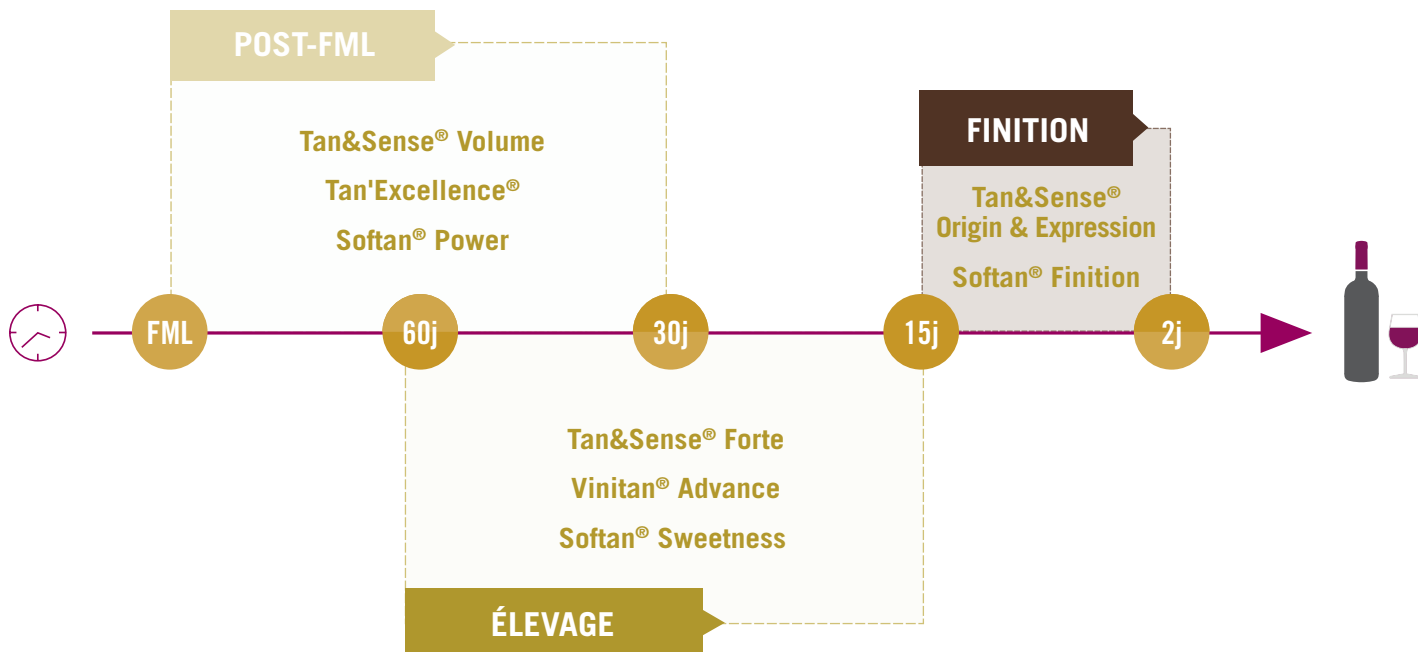 POST-FML
Tan&Sense® Volume
Tan'Excellence®
Softan® Power
FINITION
Tan&Sense®
Origin & Expression
Softan® Finition
FML
60j
30j
15j
2j
Tan&Sense® Forte
Vinitan® Advance
Softan® Sweetness
ÉLEVAGE